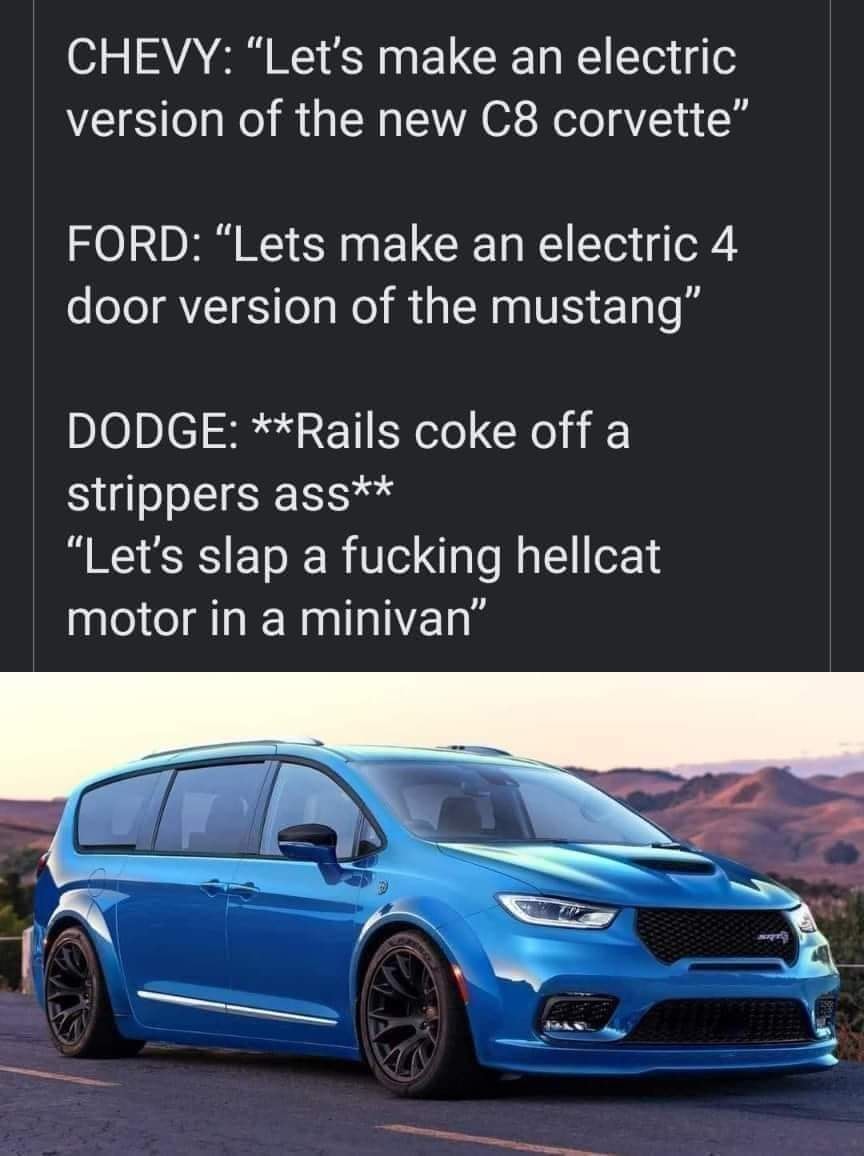 CHEVY: “Let’s make an electric
version of the new C8 corvette”
FORD: “Lets make an electric 4
door version of the mustang”
DODGE: **Rails coke off a
strippers ass**
“Let’s slap a fucking hellcat
motor in a minivan”
SRT